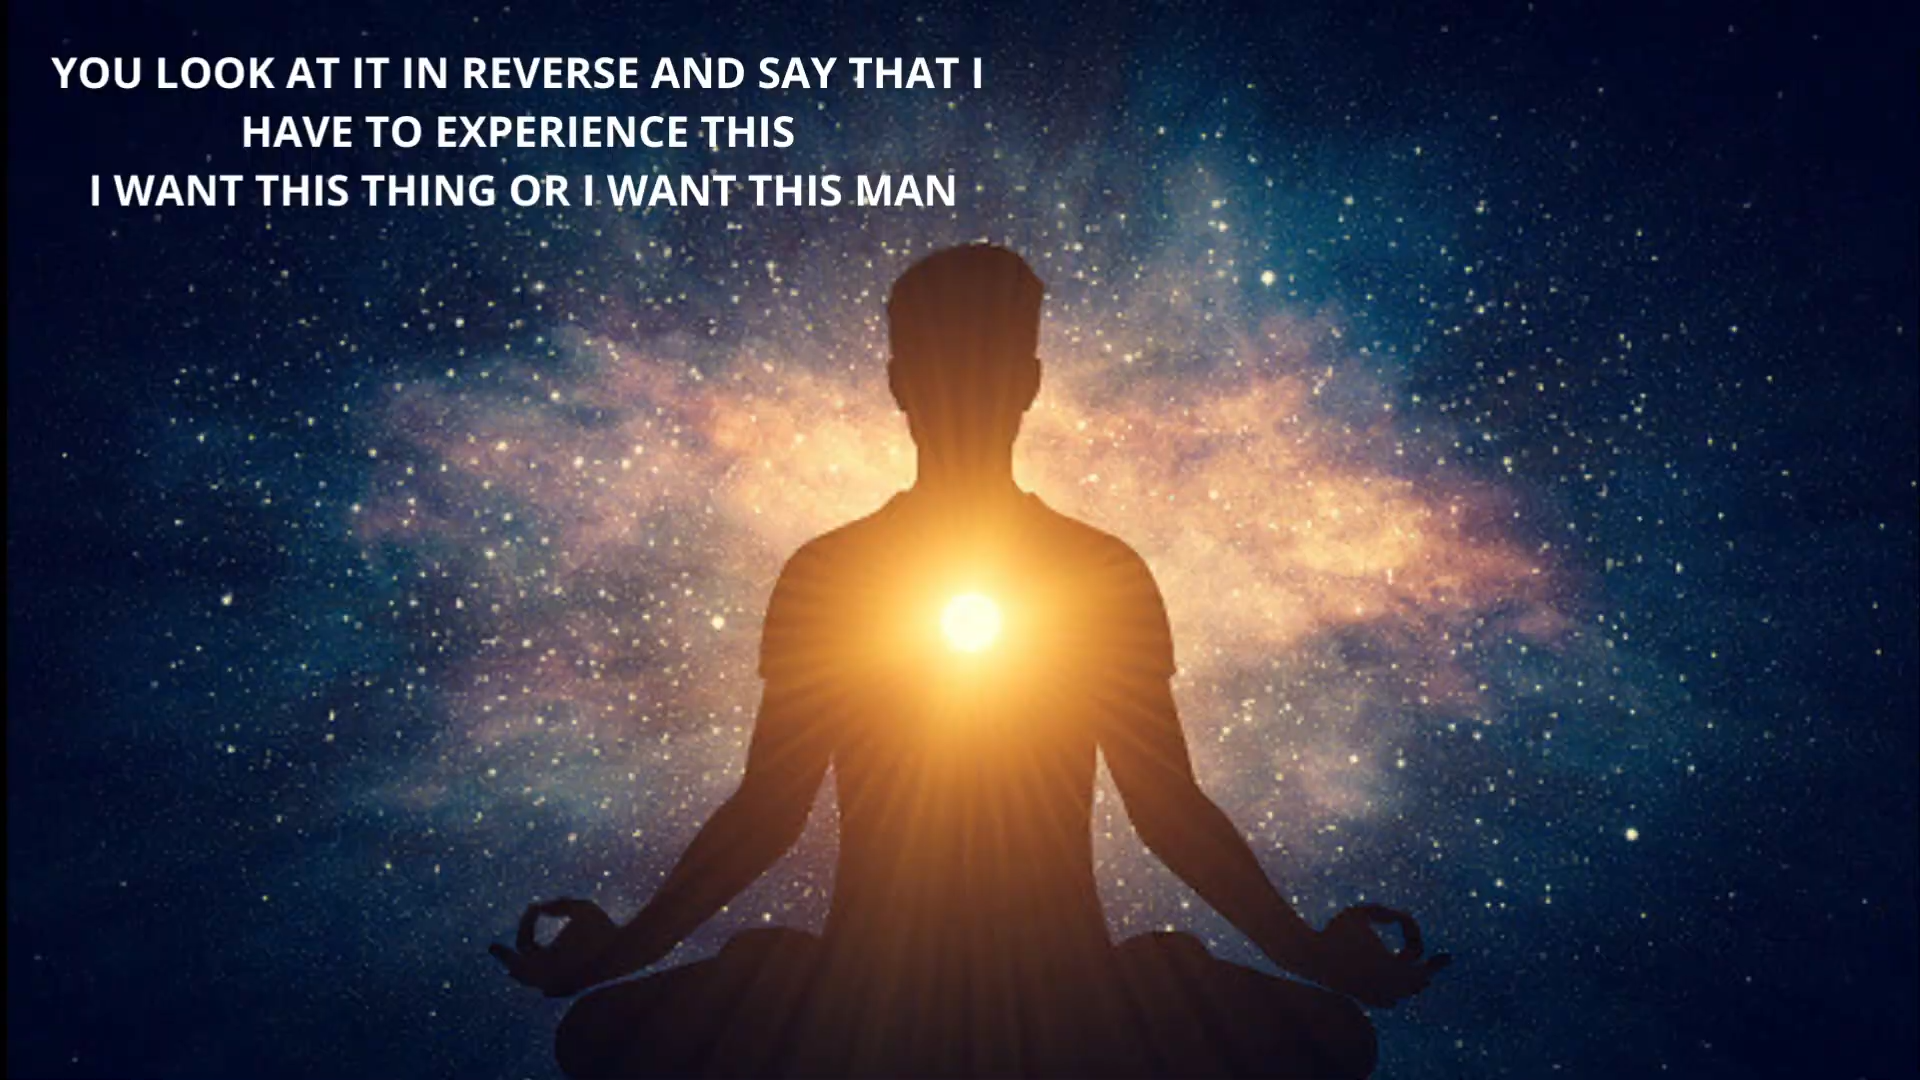 YOU LOOK AT IT IN REVERSE AND SAY THAT I
HAVE TO EXPERIENCE THIS
I WANT THIS THING OR I WANT THIS MAN